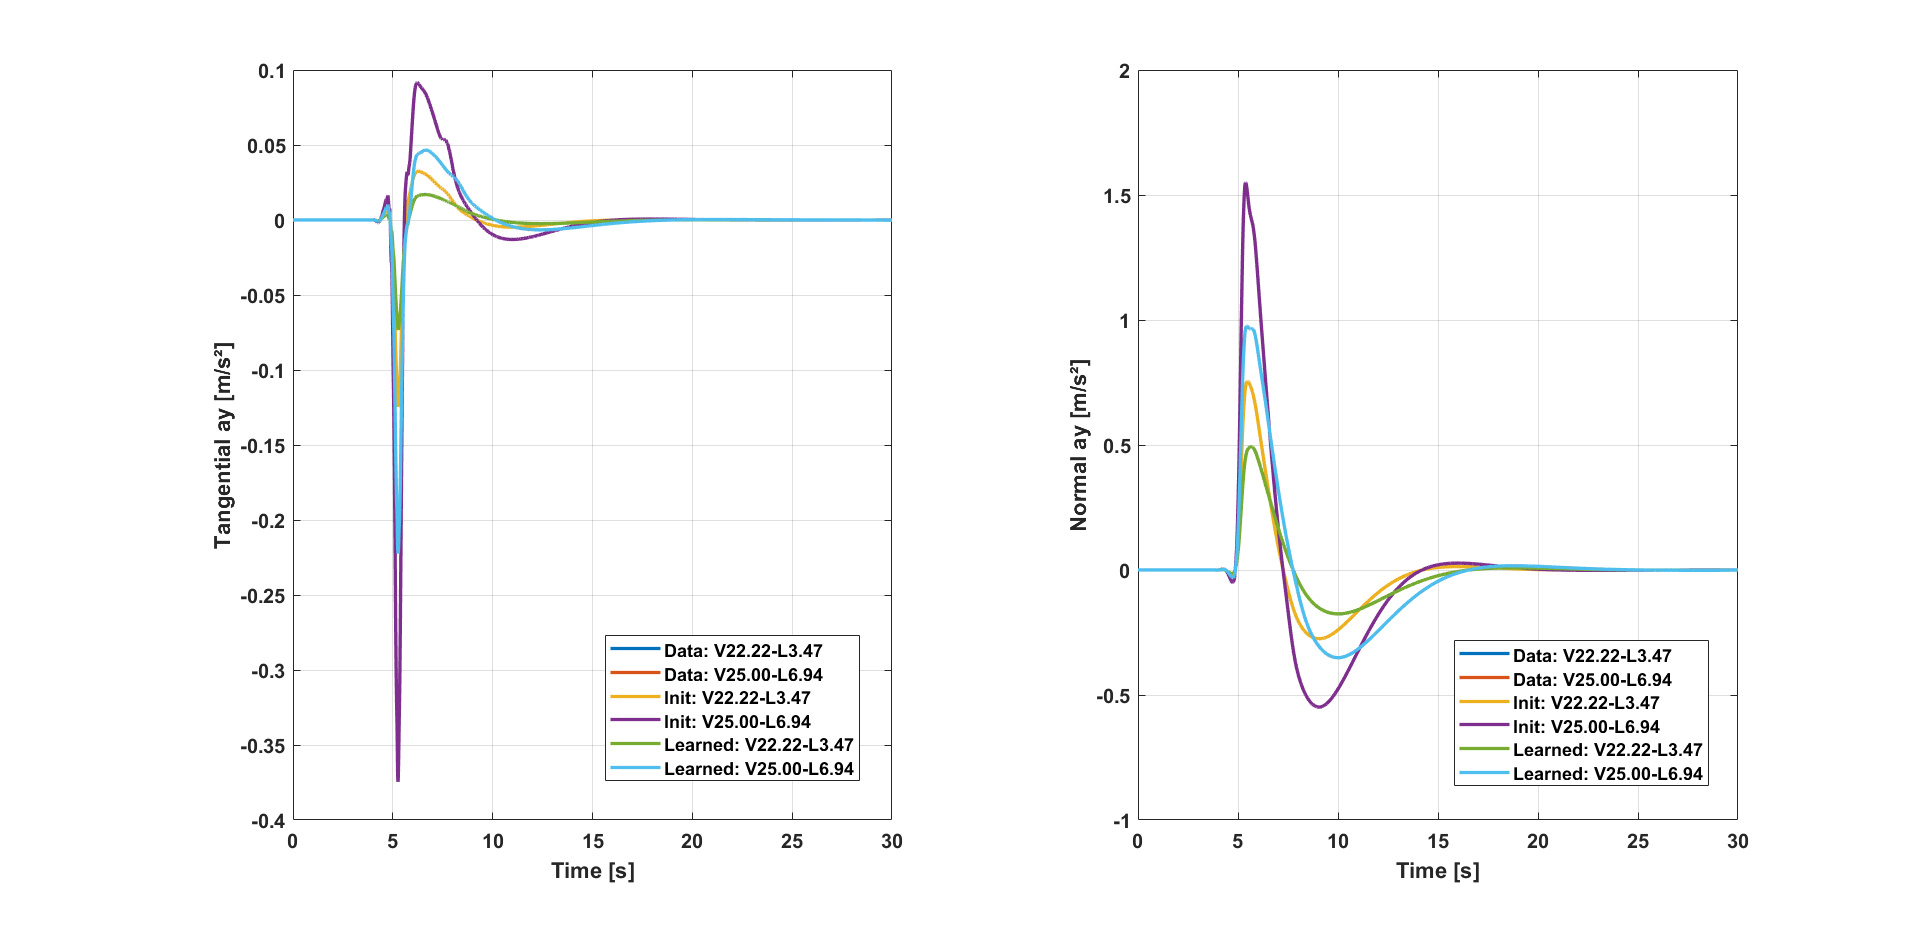 0.1
0.05
0
-0.05
-0.1
-0.15
-0.2
-0.25
-0.3
-0.35
-0.4
Tangential ay [m/s²]
0 5 10 15 20 25 30
Time [s]
Data: V22.22-L3.47
Data: V25.00-L6.94
Init: V22.22-L3.47
Init: V25.00-L6.94
Learned: V22.22-L3.47
Learned: V25.00-L6.94
2
1.5
1
0.5
0
-0.5
-1
Normal ay [m/s²]
0 5 10 15 20 25 30
Time [s]
Data: V22.22-L3.47
Data: V25.00-L6.94
Init: V22.22-L3.47
Init: V25.00-L6.94
Learned: V22.22-L3.47
Learned: V25.00-L6.94